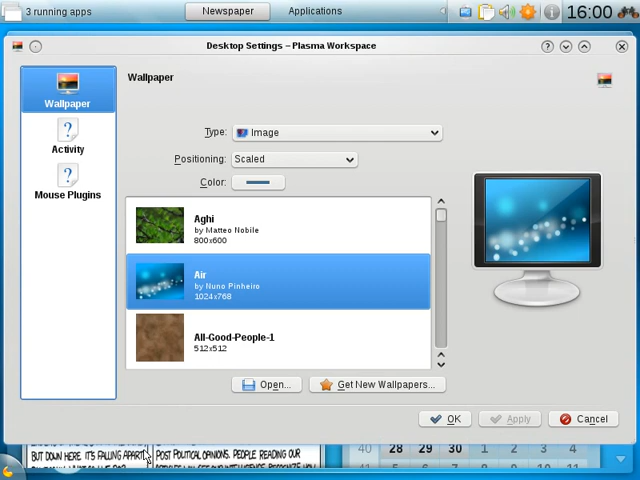 3 running apps
Newspaper
Applications
16:00
Desktop Settings – Plasma Workspace
Wallpaper
Activity
Mouse Plugins
Wallpaper
Type:
Image
Positioning:
Scaled
Color:
Aghi
by Matteo Nobile
800x600
Air
by Nuno Pinheiro
1024x768
All-Good-People-1
512x512
Open...
Get New Wallpapers...
OK
Apply
Cancel
BUT DOWN HERE, IT'S FALLING APART.
POST POLITICAL OPINIONS. PEOPLE READING OUR
40 28 29 30 1 2 3 4